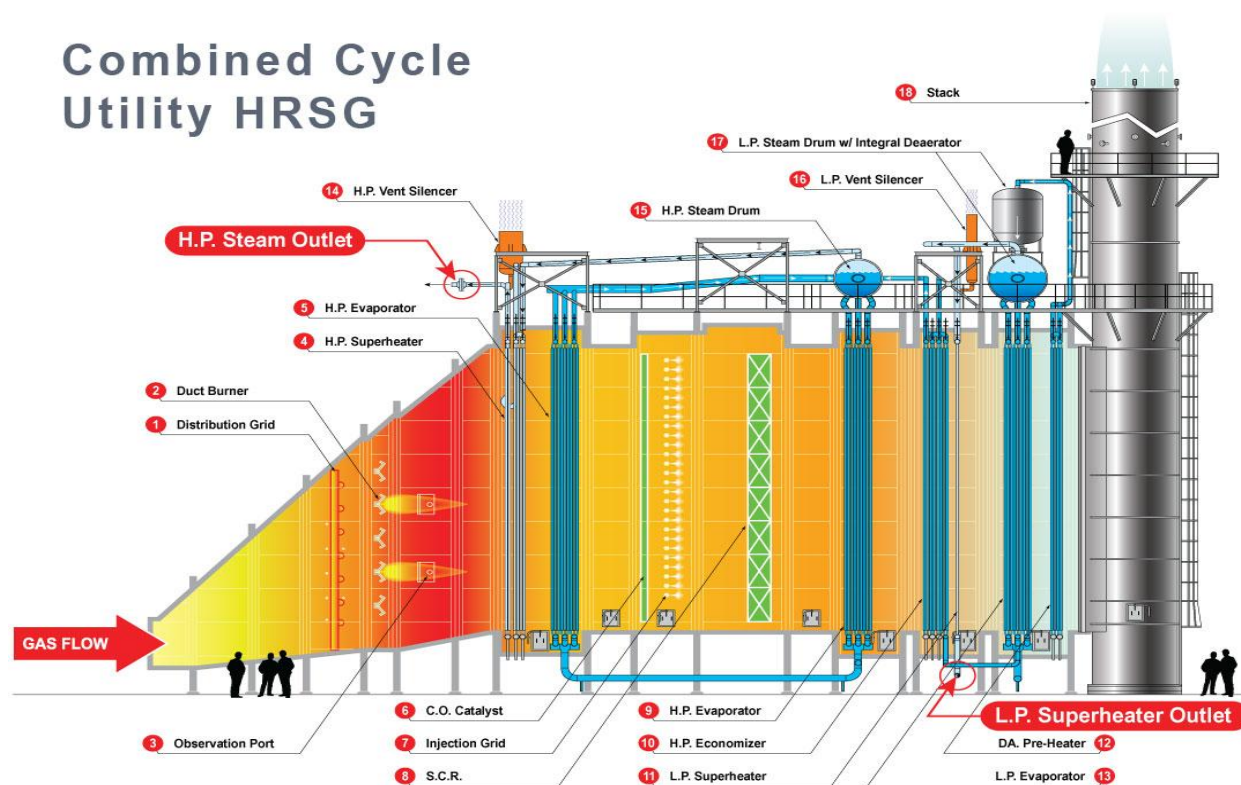 Combined Cycle
Utility HRSG
18 Stack
17 L.P. Steam Drum w/ Integral Deaerator
14 H.P. Vent Silencer
16 L.P. Vent Silencer
15 H.P. Steam Drum
H.P. Steam Outlet
5 H.P. Evaporator
4 H.P. Superheater
2 Duct Burner
1 Distribution Grid
GAS FLOW
6 C.O. Catalyst
9 H.P. Evaporator
L.P. Superheater Outlet
3 Observation Port
7 Injection Grid
10 H.P. Economizer
DA. Pre-Heater 12
8 S.C.R.
11 L.P. Superheater
L.P. Evaporator 13